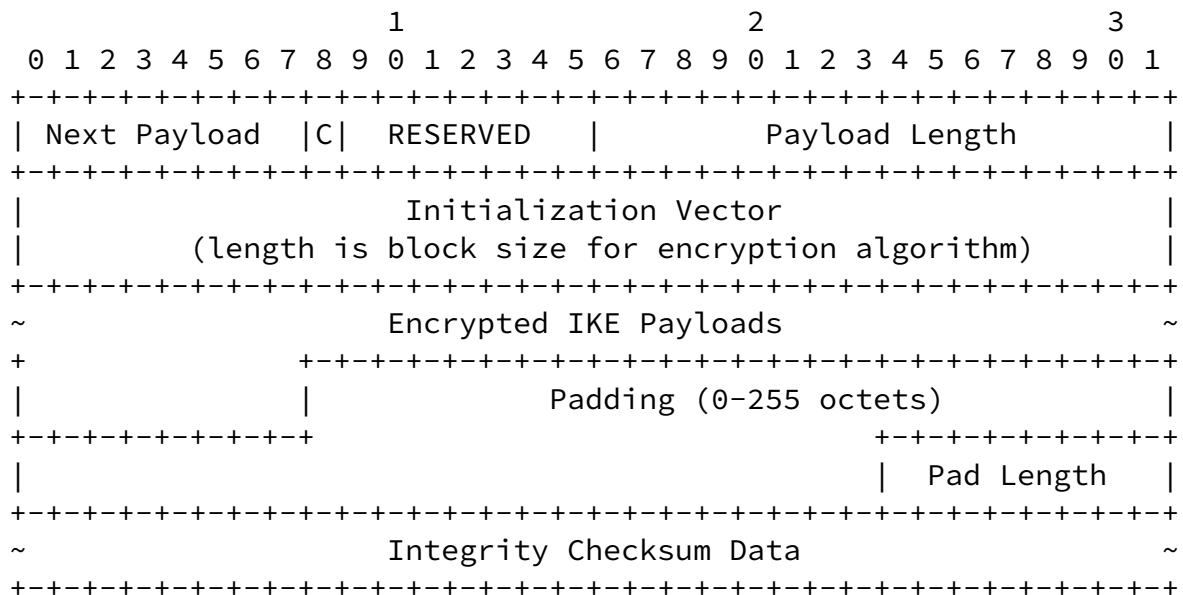 1                   2                   3
 0 1 2 3 4 5 6 7 8 9 0 1 2 3 4 5 6 7 8 9 0 1 2 3 4 5 6 7 8 9 0 1
+-+-+-+-+-+-+-+-+-+-+-+-+-+-+-+-+-+-+-+-+-+-+-+-+-+-+-+-+-+-+-+-+
| Next Payload  |C|  RESERVED   |         Payload Length        |
+-+-+-+-+-+-+-+-+-+-+-+-+-+-+-+-+-+-+-+-+-+-+-+-+-+-+-+-+-+-+-+-+
|                     Initialization Vector                     |
|         (length is block size for encryption algorithm)       |
+-+-+-+-+-+-+-+-+-+-+-+-+-+-+-+-+-+-+-+-+-+-+-+-+-+-+-+-+-+-+-+-+
~                    Encrypted IKE Payloads                     ~
+               +-+-+-+-+-+-+-+-+-+-+-+-+-+-+-+-+-+-+-+-+-+-+-+-+
|               |             Padding (0-255 octets)            |
+-+-+-+-+-+-+-+-+                               +-+-+-+-+-+-+-+-+
|                                               |  Pad Length   |
+-+-+-+-+-+-+-+-+-+-+-+-+-+-+-+-+-+-+-+-+-+-+-+-+-+-+-+-+-+-+-+-+
~                    Integrity Checksum Data                    ~
+-+-+-+-+-+-+-+-+-+-+-+-+-+-+-+-+-+-+-+-+-+-+-+-+-+-+-+-+-+-+-+-+